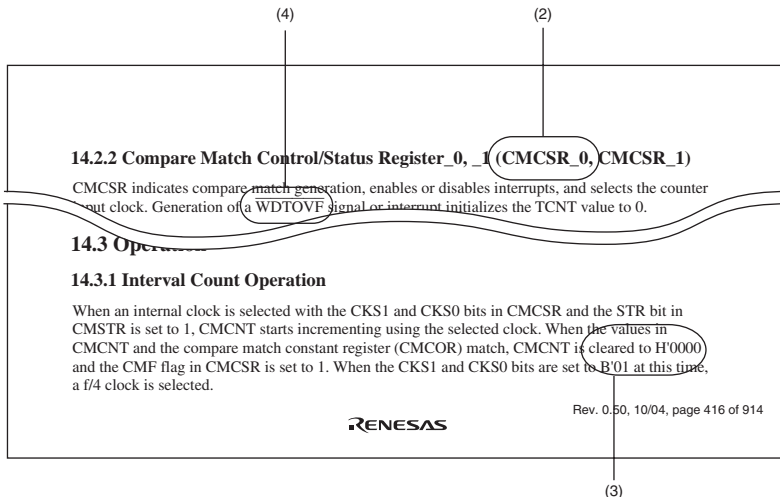 (4) (2)
14.2.2 Compare Match Control/Status Register_0, _1 (CMCSR_0, CMCSR_1)
CMCSR indicates compare match generation, enables or disables interrupts, and selects the counter
input clock. Generation of a WDTOVF signal or interrupt initializes the TCNT value to 0.
14.3 Operation
14.3.1 Interval Count Operation
When an internal clock is selected with the CKS1 and CKS0 bits in CMCSR and the STR bit in
CMSTR is set to 1, CMCNT starts incrementing using the selected clock. When the values in
CMCNT and the compare match constant register (CMCOR) match, CMCNT is cleared to H'0000
and the CMF flag in CMCSR is set to 1. When the CKS1 and CKS0 bits are set to B'01 at this time,
a f/4 clock is selected.
Rev. 0.50, 10/04, page 416 of 914
RENESAS
(3)